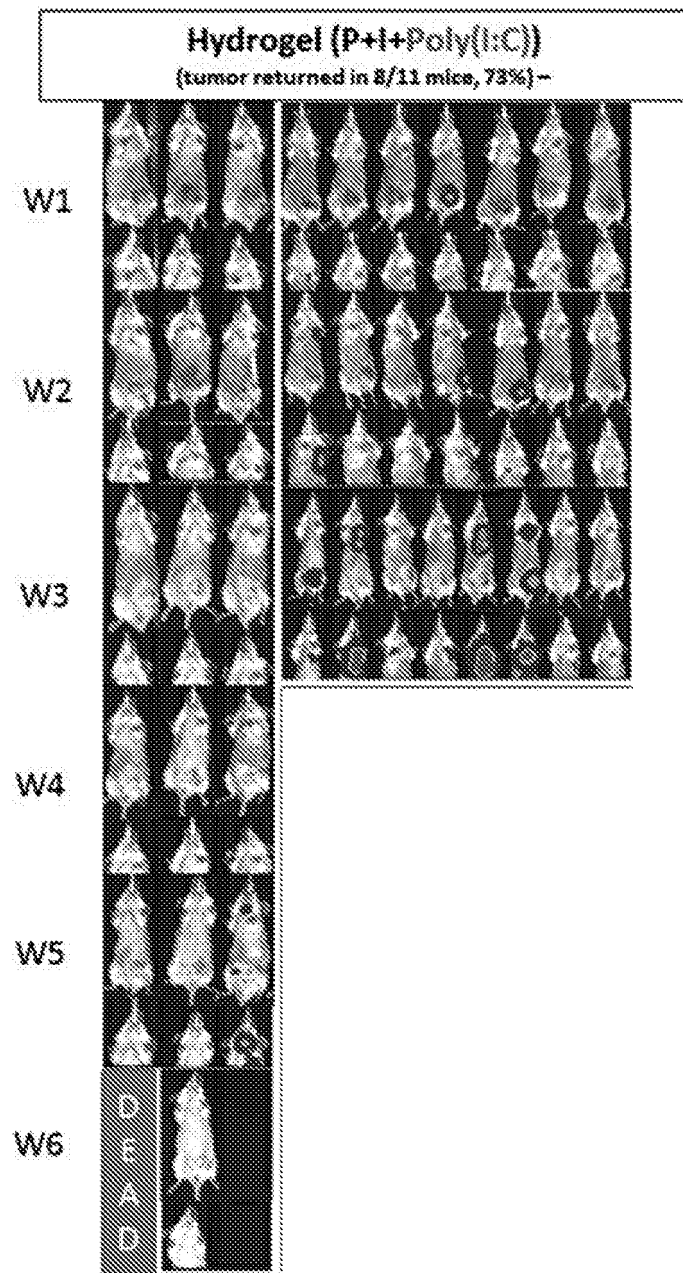 Hydrogel (P+I+Poly(I:C))
(tumor returned in 8/11 mice, 73%) –
W1
W2
W3
W4
W5
W6
D
E
A
D